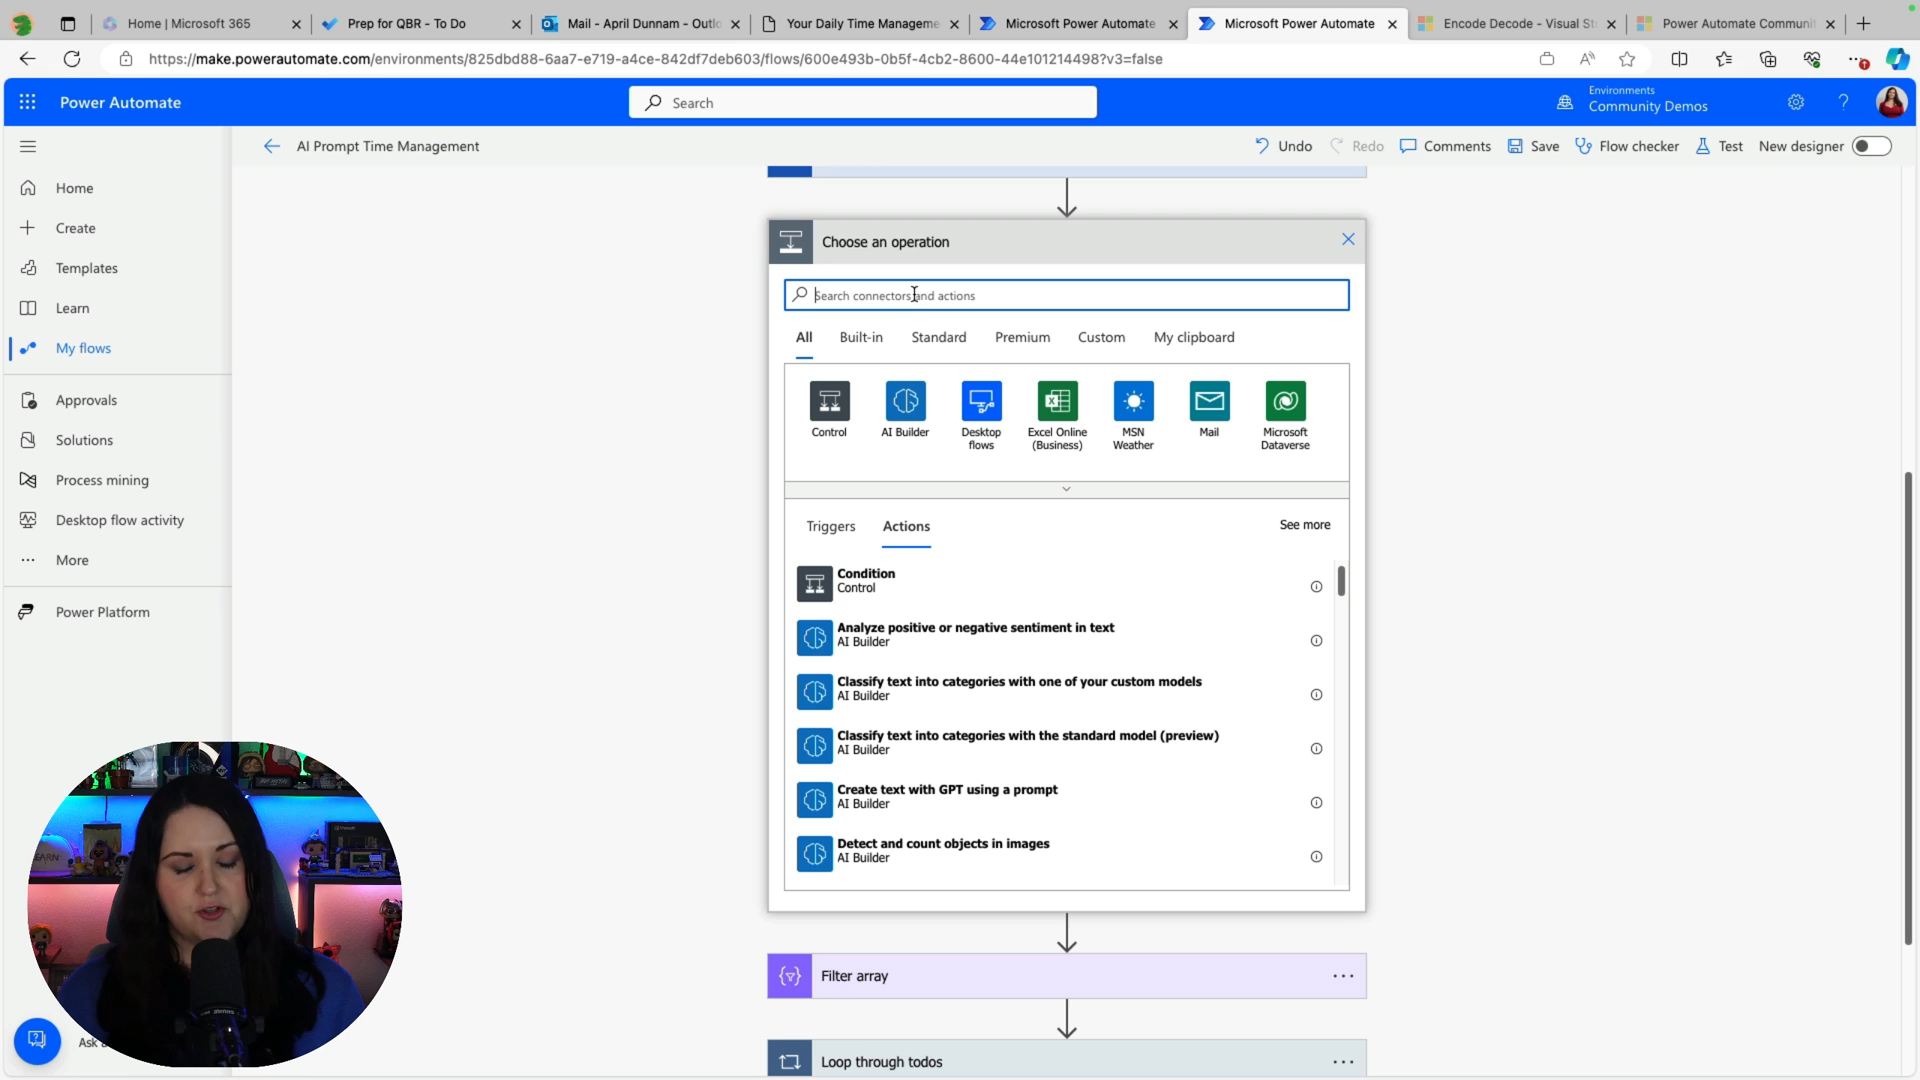 Home | Microsoft 365
Prep for QBR - To Do
Mail - April Dunnam - Outlo
Your Daily Time Manageme
Microsoft Power Automate
Microsoft Power Automate
Encode Decode - Visual St
Power Automate Communi
https://make.powerautomate.com/environments/825dbd88-6aa7-e719-a4ce-842df7deb603/flows/600e493b-0b5f-4cb2-8600-44e101214498?v3=false
Power Automate
Search
Environments
Community Demos
AI Prompt Time Management
Undo
Redo
Comments
Save
Flow checker
Test
New designer
Home
Create
Templates
Learn
My flows
Approvals
Solutions
Process mining
Desktop flow activity
More
Power Platform
Ask
Choose an operation
Search connectors and actions
All
Built-in
Standard
Premium
Custom
My clipboard
Control
AI Builder
Desktop
flows
Excel Online
(Business)
MSN
Weather
Mail
Microsoft
Dataverse
Triggers
Actions
See more
Condition
Control
Analyze positive or negative sentiment in text
AI Builder
Classify text into categories with one of your custom models
AI Builder
Classify text into categories with the standard model (preview)
AI Builder
Create text with GPT using a prompt
AI Builder
Detect and count objects in images
AI Builder
Filter array
Loop through todos